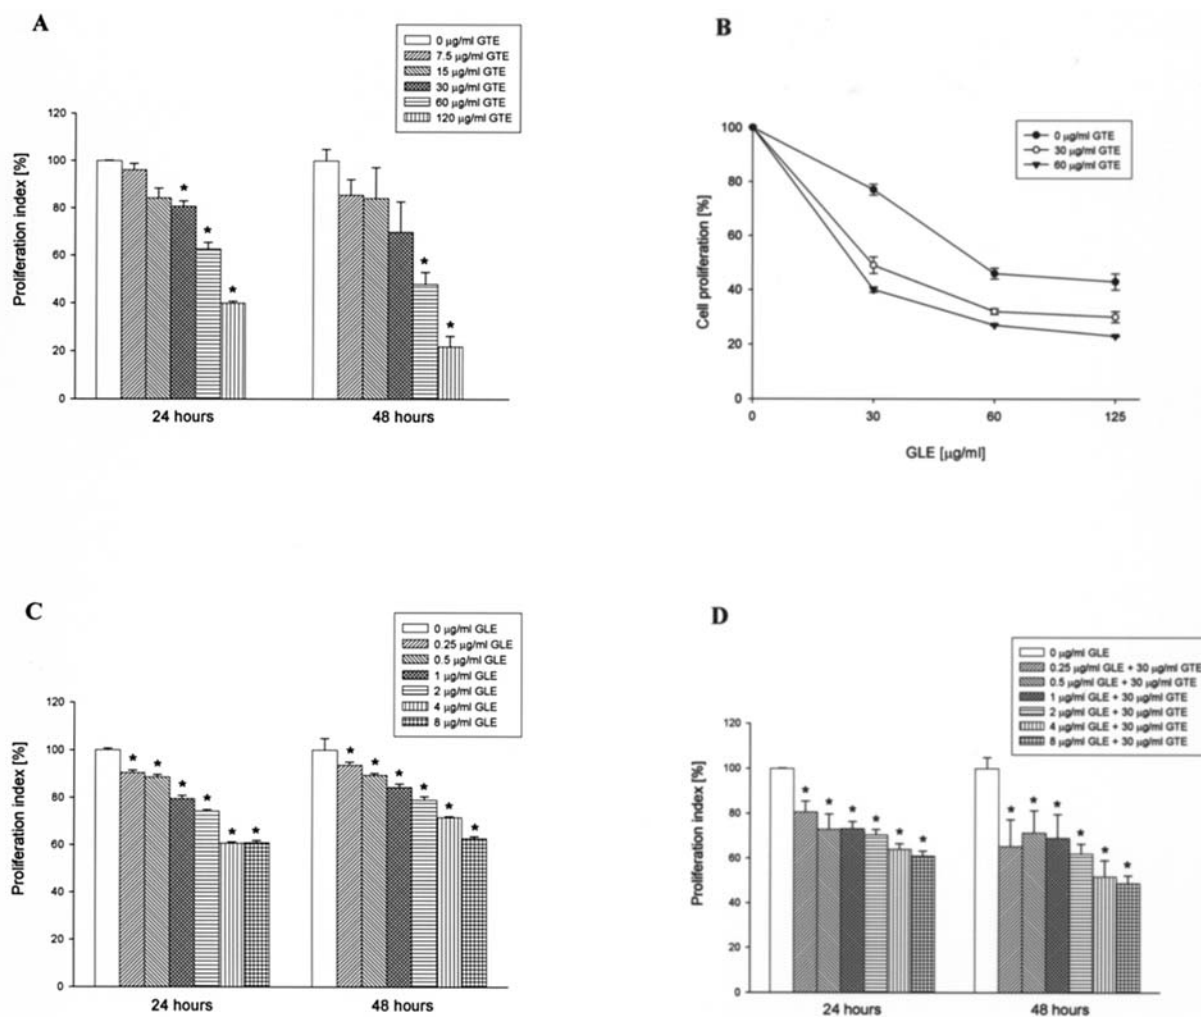 A
0 µg/ml GTE
7.5 µg/ml GTE
15 µg/ml GTE
30 µg/ml GTE
60 µg/ml GTE
120 µg/ml GTE
Proliferation index [%]
120
100
80
60
40
20
0
24 hours
48 hours
B
0 µg/ml GTE
30 µg/ml GTE
60 µg/ml GTE
Cell proliferation [%]
100
80
60
40
20
0
0
30
60
125
GLE [µg/ml]
C
0 µg/ml GLE
0.25 µg/ml GLE
0.5 µg/ml GLE
1 µg/ml GLE
2 µg/ml GLE
4 µg/ml GLE
8 µg/ml GLE
Proliferation index [%]
120
100
80
60
40
20
0
24 hours
48 hours
D
0 µg/ml GLE
0.25 µg/ml GLE + 30 µg/ml GTE
0.5 µg/ml GLE + 30 µg/ml GTE
1 µg/ml GLE + 30 µg/ml GTE
2 µg/ml GLE + 30 µg/ml GTE
4 µg/ml GLE + 30 µg/ml GTE
8 µg/ml GLE + 30 µg/ml GTE
Proliferation index [%]
120
100
80
60
40
20
0
24 hours
48 hours